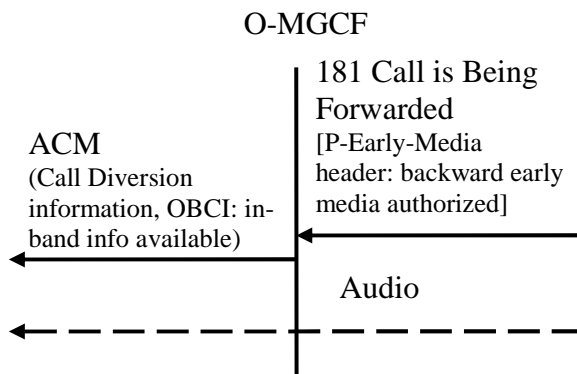 O-MGCF
181 Call is Being
Forwarded
[P-Early-Media
header: backward early
media authorized]
ACM
(Call Diversion
information, OBCI: in-
band info available)
Audio